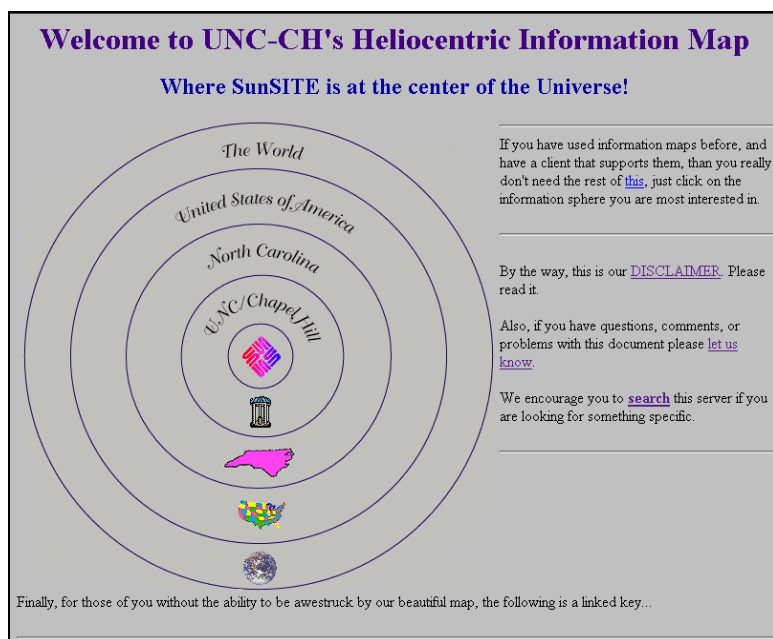 Welcome to UNC-CH's Heliocentric Information Map
Where SunSITE is at the center of the Universe!
The World
United States of America
North Carolina
UNC/Chapel Hill
If you have used information maps before, and
have a client that supports them, than you really
don't need the rest of this, just click on the
information sphere you are most interested in.
By the way, this is our DISCLAIMER. Please
read it.
Also, if you have questions, comments, or
problems with this document please let us
know.
We encourage you to search this server if you
are looking for something specific.
Finally, for those of you without the ability to be awestruck by our beautiful map, the following is a linked key...